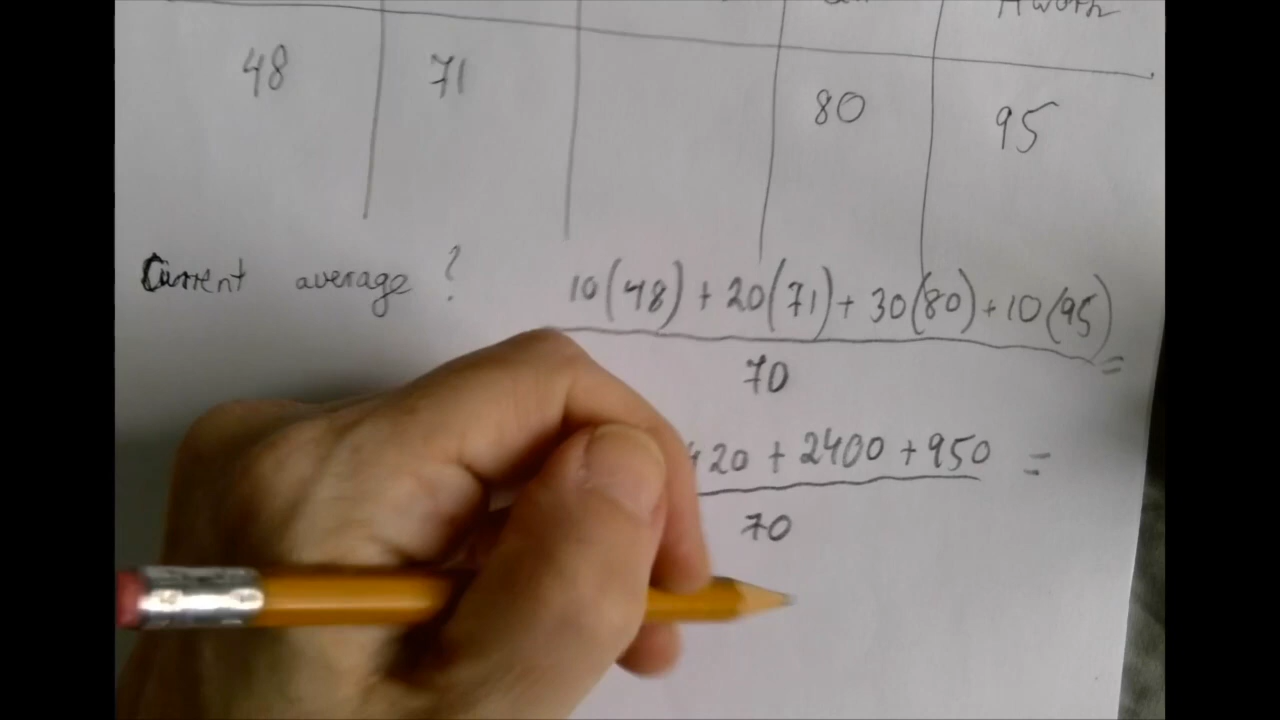 Hwork
48 71 80 95
Current average ? 10(48) + 20(71) + 30(80) + 10(95) =
70
420 + 2400 + 950 =
70